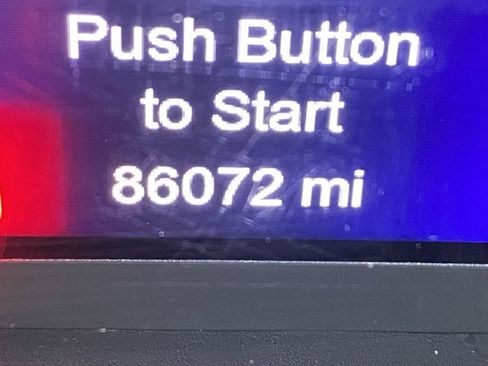 Push Button
to Start
86072 mi